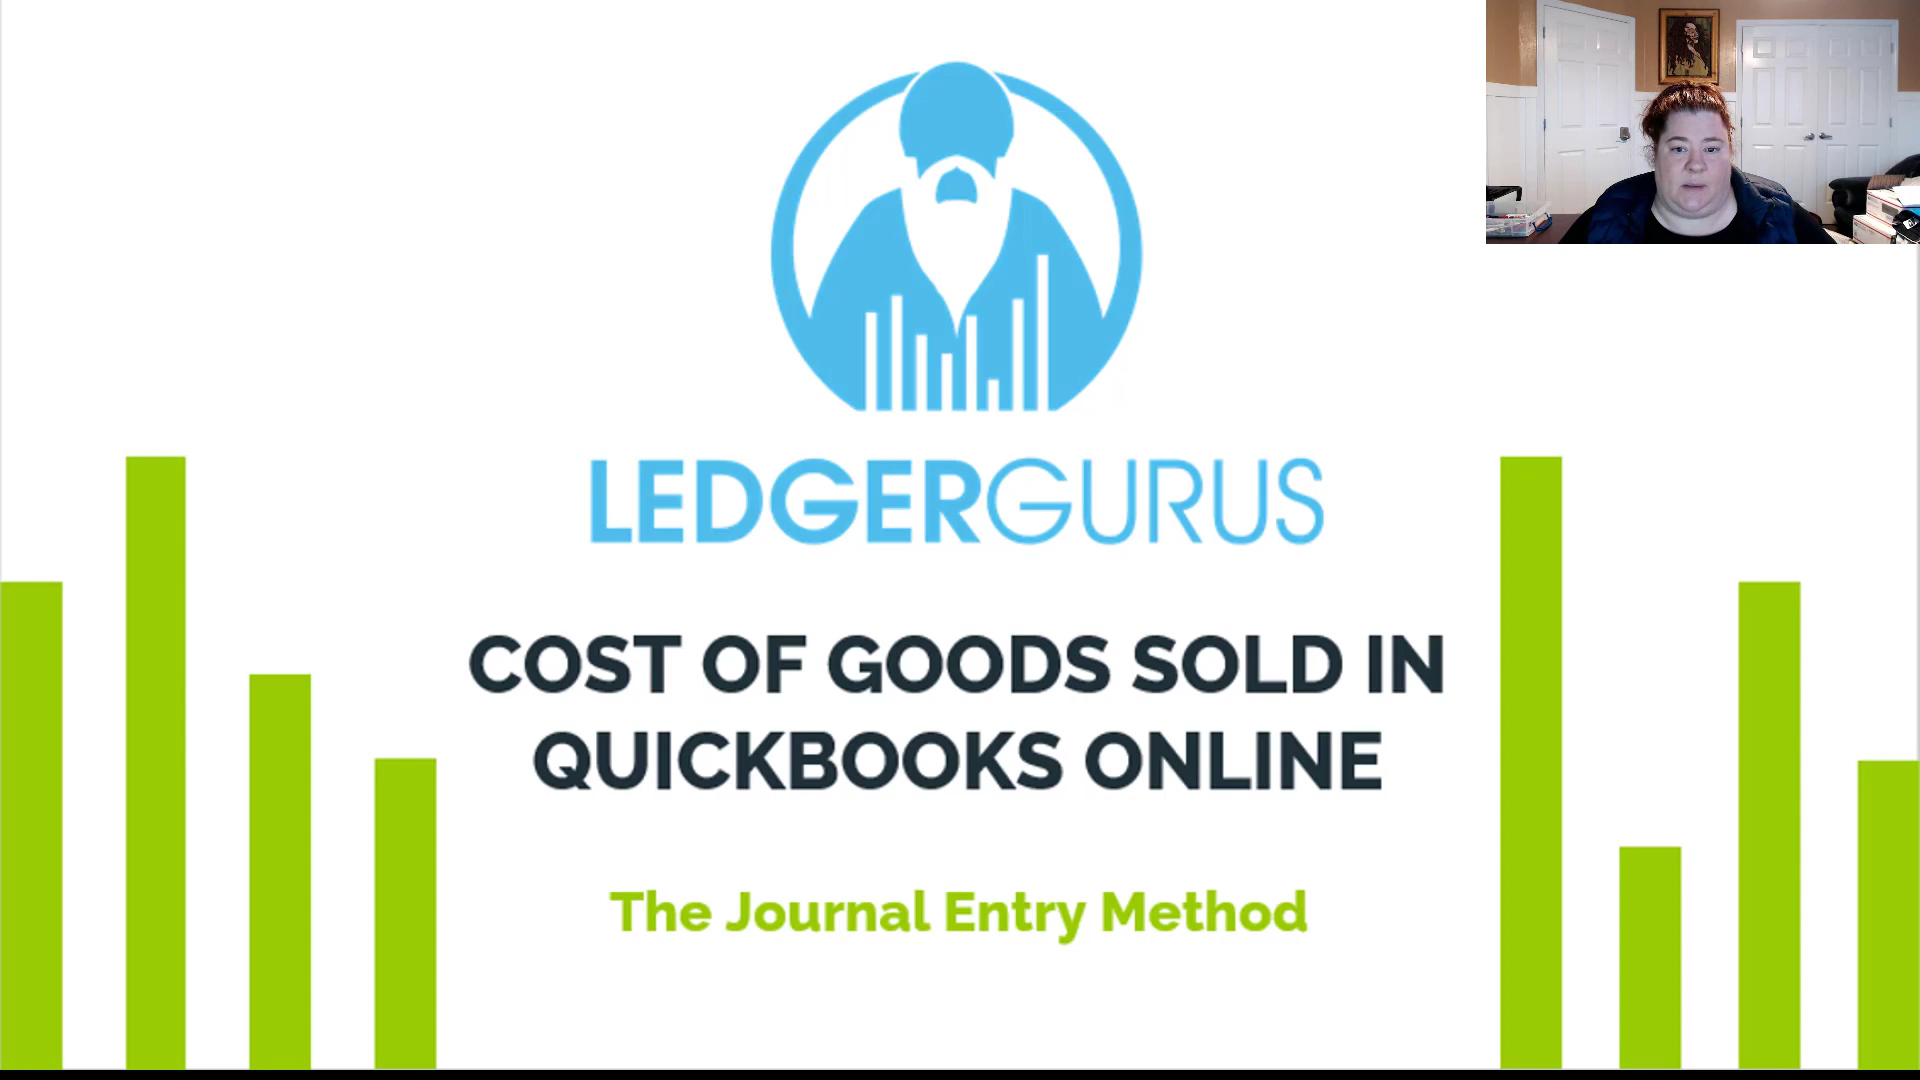 LEDGERGURUS
COST OF GOODS SOLD IN
QUICKBOOKS ONLINE
The Journal Entry Method